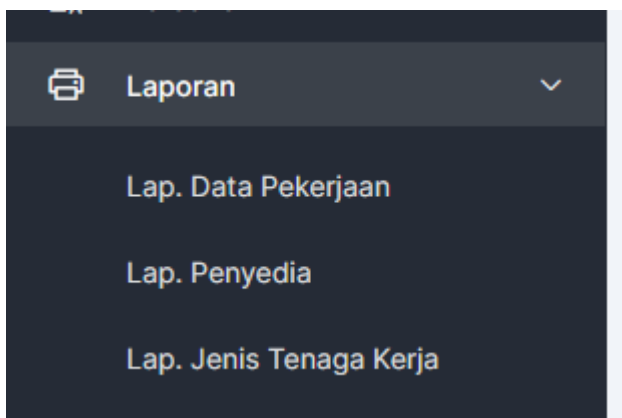 Laporan
Lap. Data Pekerjaan
Lap. Penyedia
Lap. Jenis Tenaga Kerja